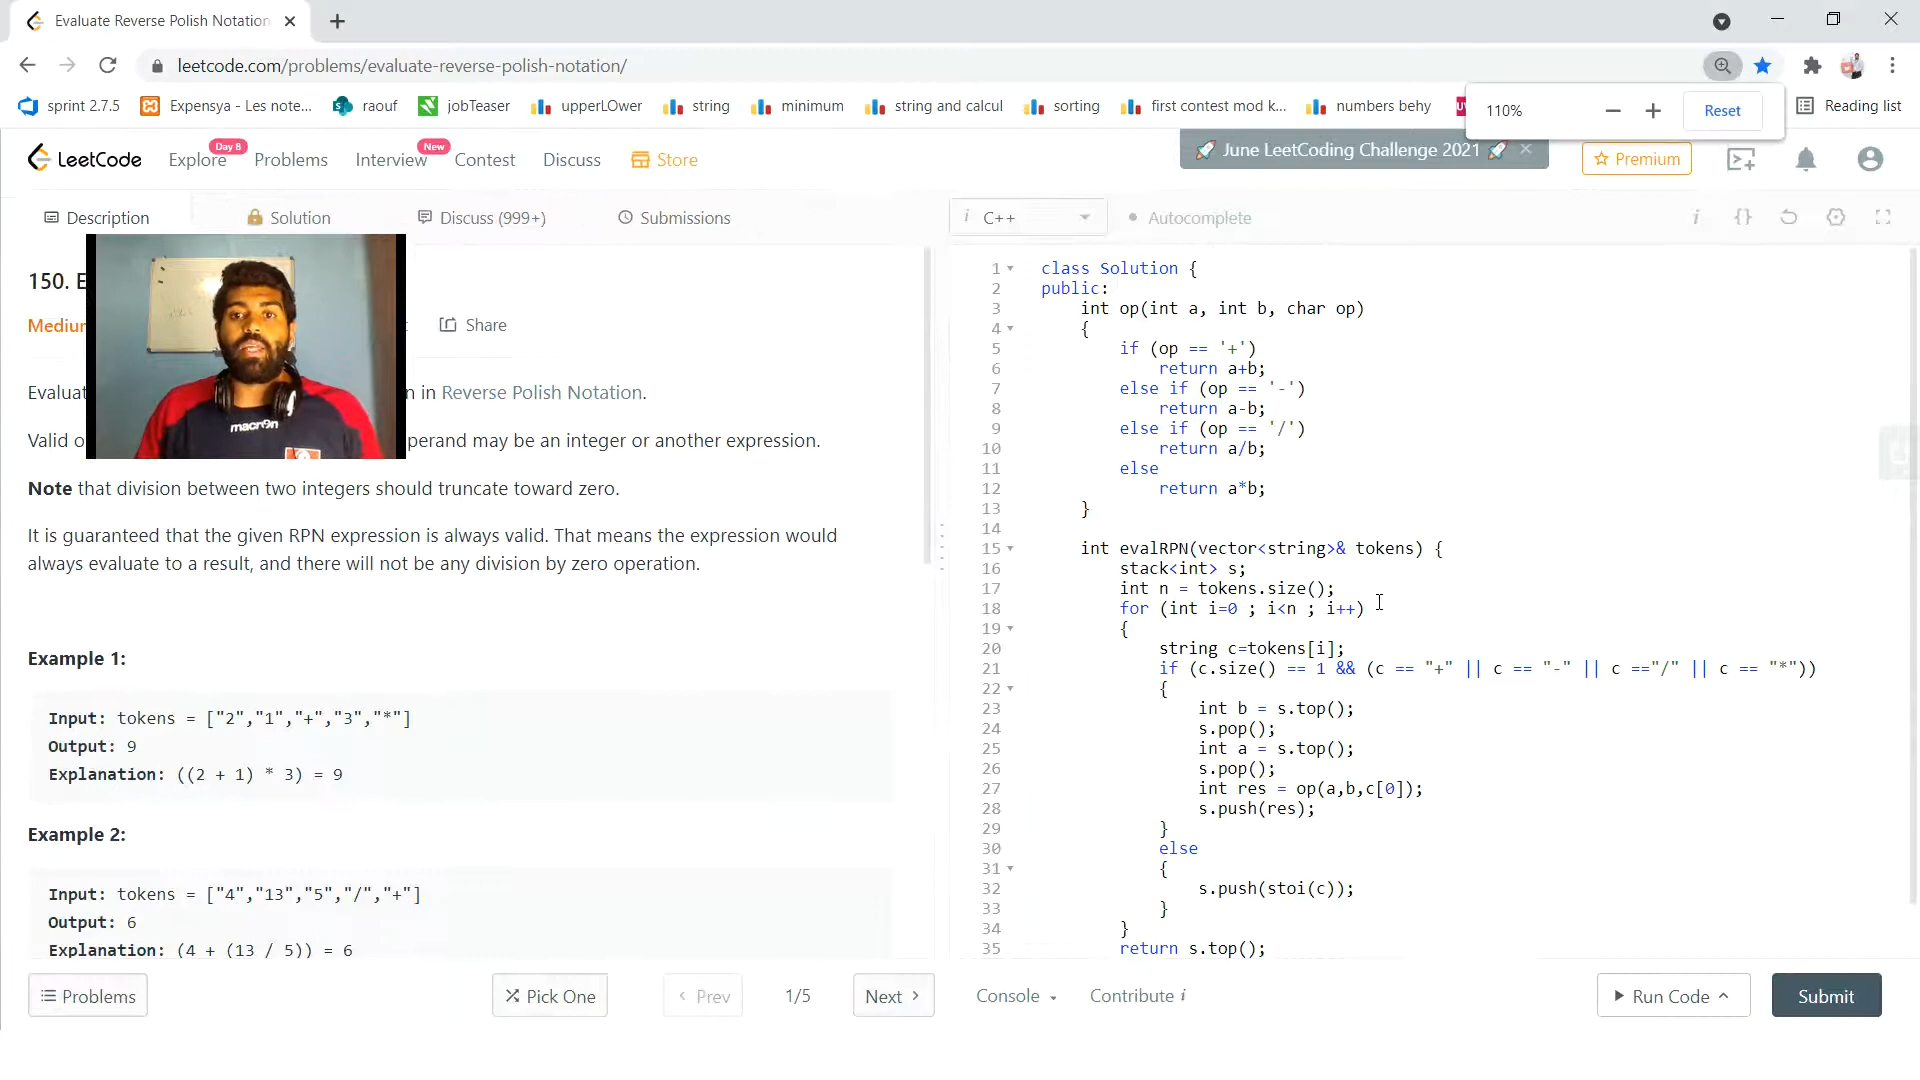 Evaluate Reverse Polish Notation
leetcode.com/problems/evaluate-reverse-polish-notation/
sprint 2.7.5
Expensya - Les note...
raouf
jobTeaser
upperLOwer
string
minimum
string and calcul
sorting
first contest mod k...
numbers behy
110%
Reset
Reading list
LeetCode
Explore
Day 8
Problems
Interview
New
Contest
Discuss
Store
🚀 June LeetCoding Challenge 2021 🚀
Premium
Description
Solution
Discuss (999+)
Submissions
150. E
Medium
Share
Evaluat
n in Reverse Polish Notation.
Valid o
perand may be an integer or another expression.
macron
Note that division between two integers should truncate toward zero.
It is guaranteed that the given RPN expression is always valid. That means the expression would
always evaluate to a result, and there will not be any division by zero operation.
Example 1:
Input: tokens = ["2","1","+","3","*"]
Output: 9
Explanation: ((2 + 1) * 3) = 9
Example 2:
Input: tokens = ["4","13","5","/","+"]
Output: 6
Explanation: (4 + (13 / 5)) = 6
Problems
Pick One
Prev
1/5
Next
i C++
Autocomplete
i {}
1 class Solution {
2 public:
3 int op(int a, int b, char op)
4 {
5 if (op == '+')
6 return a+b;
7 else if (op == '-')
8 return a-b;
9 else if (op == '/')
10 return a/b;
11 else
12 return a*b;
13 }
14
15 int evalRPN(vector<string>& tokens) {
16 stack<int> s;
17 int n = tokens.size();
18 for (int i=0 ; i<n ; i++)
19 {
20 string c=tokens[i];
21 if (c.size() == 1 && (c == "+" || c == "-" || c =="/" || c == "*"))
22 {
23 int b = s.top();
24 s.pop();
25 int a = s.top();
26 s.pop();
27 int res = op(a,b,c[0]);
28 s.push(res);
29 }
30 else
31 {
32 s.push(stoi(c));
33 }
34 }
35 return s.top();
Console
Contribute i
Run Code
Submit